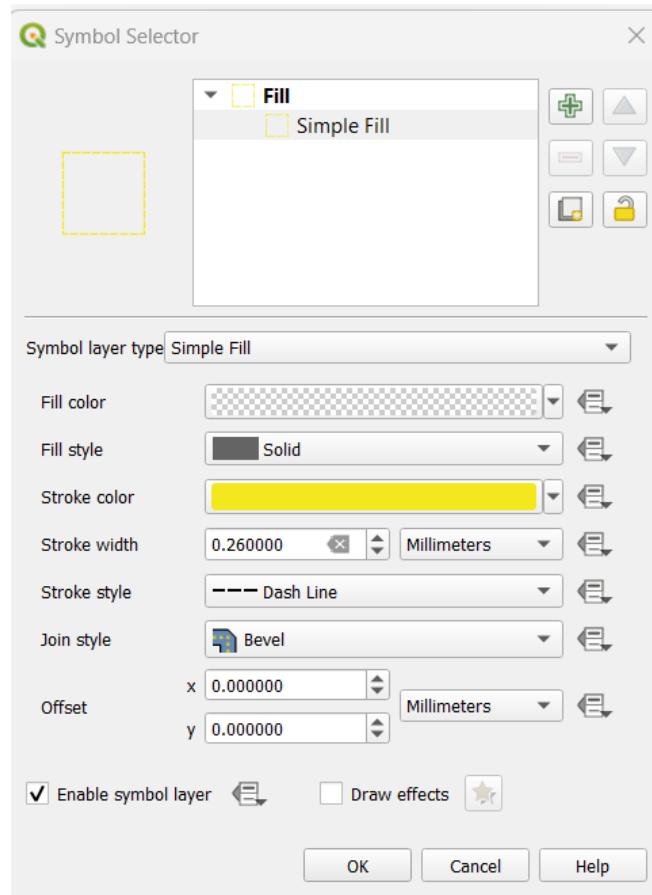 Symbol Selector
Fill
Simple Fill
Symbol layer type Simple Fill
Fill color
Fill style Solid
Stroke color
Stroke width 0.260000 Millimeters
Stroke style Dash Line
Join style Bevel
x 0.000000
Offset Millimeters
y 0.000000
Enable symbol layer Draw effects
OK Cancel Help